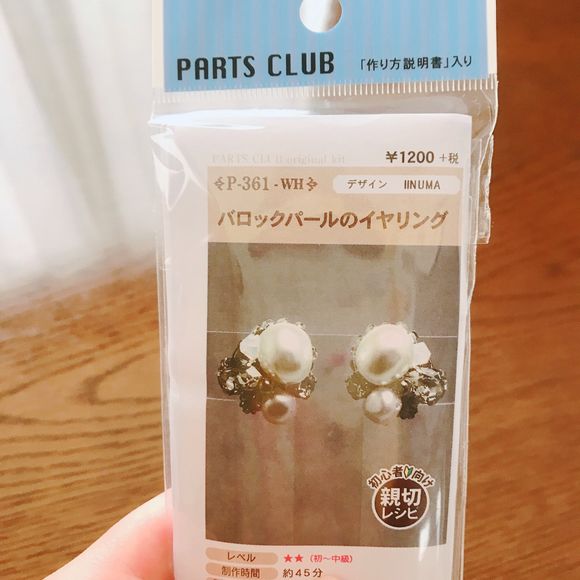 PARTS CLUB 「作り方説明書」入り
PARTS CLUB original kit ¥1200 +税
P-361 -WH デザイン IINUMA
バロックパールのイヤリング
初心者向け
親切
レシピ
レベル ★★（初～中級）
制作時間 約45分